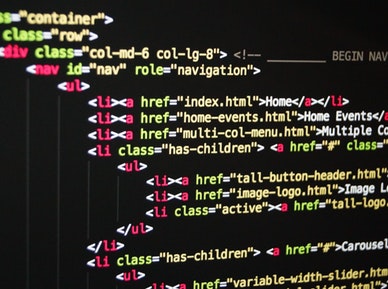 ="container">
class="row">
<div class="col-md-6 col-lg-8"> <!-- BEGIN NAV
<nav id="nav" role="navigation">
<ul>
<li><a href="index.html">Home</a></li>
<li><a href="home-events.html">Home Events</a
<li><a href="multi-col-menu.html">Multiple Co
<li class="has-children"> <a href="#" class=
<ul>
<li><a href="tall-button-header.html"
<li><a href="image-logo.html">Image L
<li class="active"><a href="tall-logo.
</ul>
</li>
<li class="has-children"> <a href="#">Carousel
<ul>
<li><a href="variable-width-slider.htm